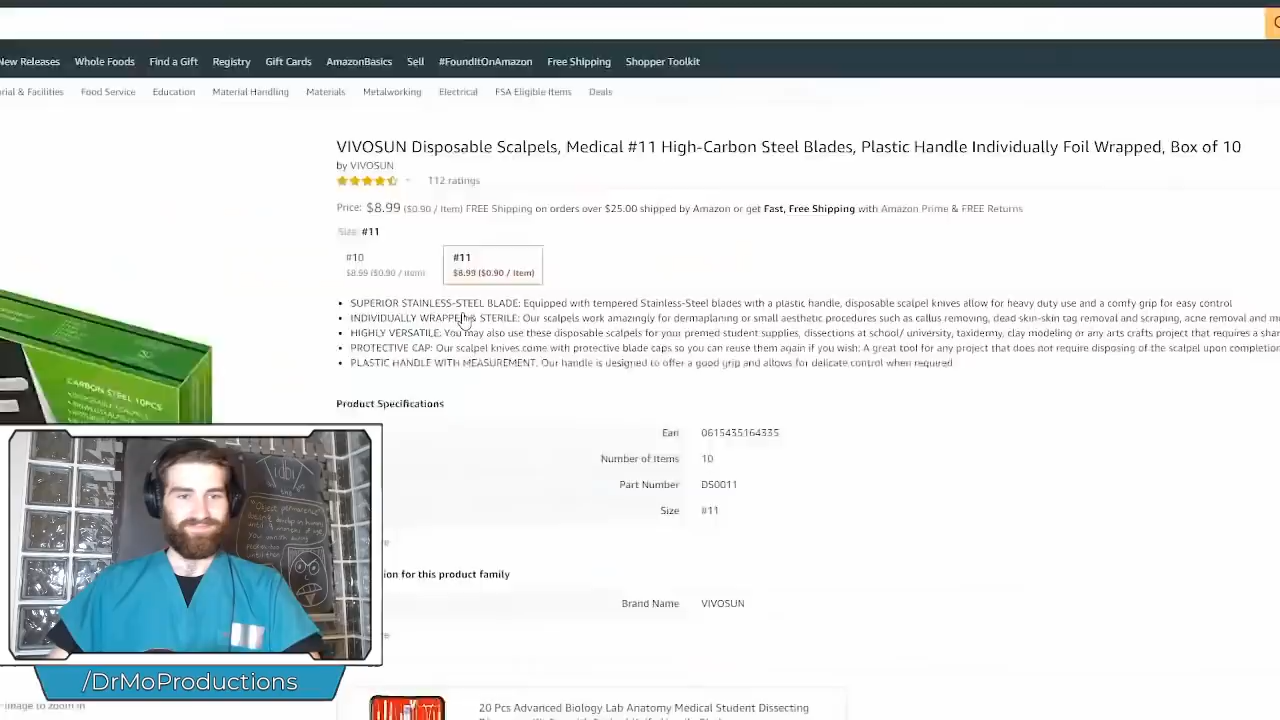 New Releases Whole Foods Find a Gift Registry Gift Cards AmazonBasics Sell #FoundItOnAmazon Free Shipping Shopper Toolkit
& Facilities Food Service Education Material Handling Materials Metalworking Electrical FSA Eligible Items Deals
VIVOSUN Disposable Scalpels, Medical #11 High-Carbon Steel Blades, Plastic Handle Individually Foil Wrapped, Box of 10
by VIVOSUN
112 ratings
Price: $8.99 ($0.90 / Item) FREE Shipping on orders over $25.00 shipped by Amazon or get Fast, Free Shipping with Amazon Prime & FREE Returns
Size: #11
#10 #11
$8.99 ($0.90 / Item) $8.99 ($0.90 / Item)
• SUPERIOR STAINLESS-STEEL BLADE: Equipped with tempered Stainless-Steel blades with a plastic handle, disposable scalpel knives allow for heavy duty use and a comfy grip for easy control
• INDIVIDUALLY STERILE: Our scalpels work amazingly for dermaplaning or small aesthetic procedures such as callus removing, dead skin-skin tag removal and scraping, acne removal and
• HIGHLY VERSATILE: You may also use these disposable scalpels for your premed student supplies, dissections at school/ university, taxidermy, clay modeling or any arts crafts project that requires a
• PROTECTIVE CAP: Our scalpel knives come with protective blade caps so you can reuse them again if you wish: A great tool for any project that does not require disposing of the scalpel upon
• PLASTIC HANDLE WITH MEASUREMENT. Our handle is designed to offer a good grip and allows for delicate control when required
CARBON STEEL 10PCS
Product Specifications
Ean 0615435164335
Number of Items 10
Part Number DS0011
Size #11
for this product family
Brand Name VIVOSUN
"Object permanence"
/DrMoProductions
image to zoom in
20 Pcs Advanced Biology Lab Anatomy Medical Student Dissecting